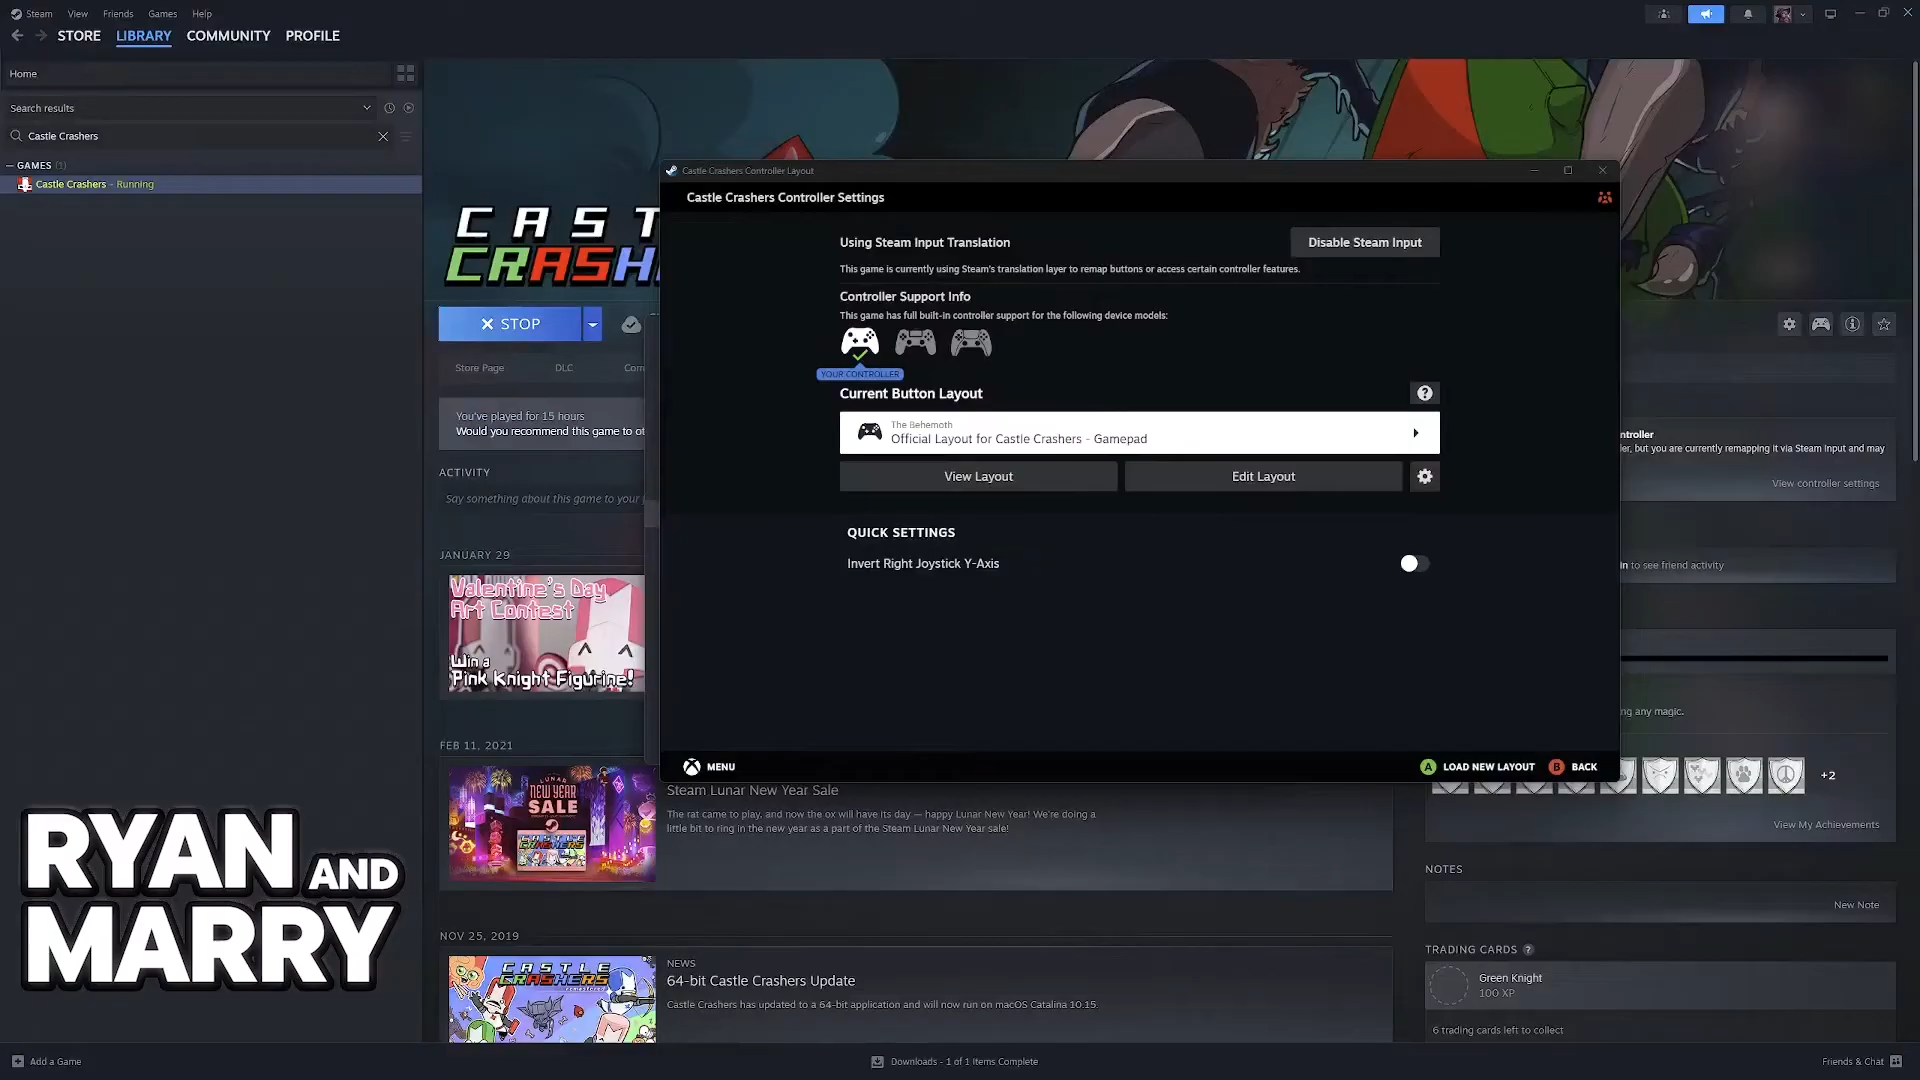 Steam View Friends Games Help
STORE LIBRARY COMMUNITY PROFILE
Home
Search results
Castle Crashers
GAMES (1)
Castle Crashers - Running
CAST
CRASH
STOP
Store Page DLC Com
You've played for 15 hours
Would you recommend this game to ot
ACTIVITY
Say something about this game to your
JANUARY 29
Valentine's Day
Art Contest
Win a
Pink Knight Figurine!
FEB 11, 2021
LUNAR
NEW YEAR
SALE
CASTLE
CRASHERS
Steam Lunar New Year Sale
The rat came to play, and now the ox will have its day — happy Lunar New Year! We're doing a
little bit to ring in the new year as a part of the Steam Lunar New Year sale!
NOV 25, 2019
CASTLE
CRASHERS
NEWS
64-bit Castle Crashers Update
Castle Crashers has updated to a 64-bit application and will now run on macOS Catalina 10.15.
Castle Crashers Controller Layout
Castle Crashers Controller Settings
Using Steam Input Translation
Disable Steam Input
This game is currently using Steam's translation layer to remap buttons or access certain controller features.
Controller Support Info
This game has full built-in controller support for the following device models:
YOUR CONTROLLER
Current Button Layout
?
The Behemoth
Official Layout for Castle Crashers - Gamepad
View Layout Edit Layout
QUICK SETTINGS
Invert Right Joystick Y-Axis
MENU
A LOAD NEW LAYOUT B BACK
ntroller
ler, but you are currently remapping it via Steam Input and may
View controller settings
in to see friend activity
ng any magic.
+2
View My Achievements
NOTES
New Note
TRADING CARDS ?
Green Knight
100 XP
6 trading cards left to collect
RYAN AND
MARRY
Add a Game
Downloads - 1 of 1 Items Complete
Friends & Chat